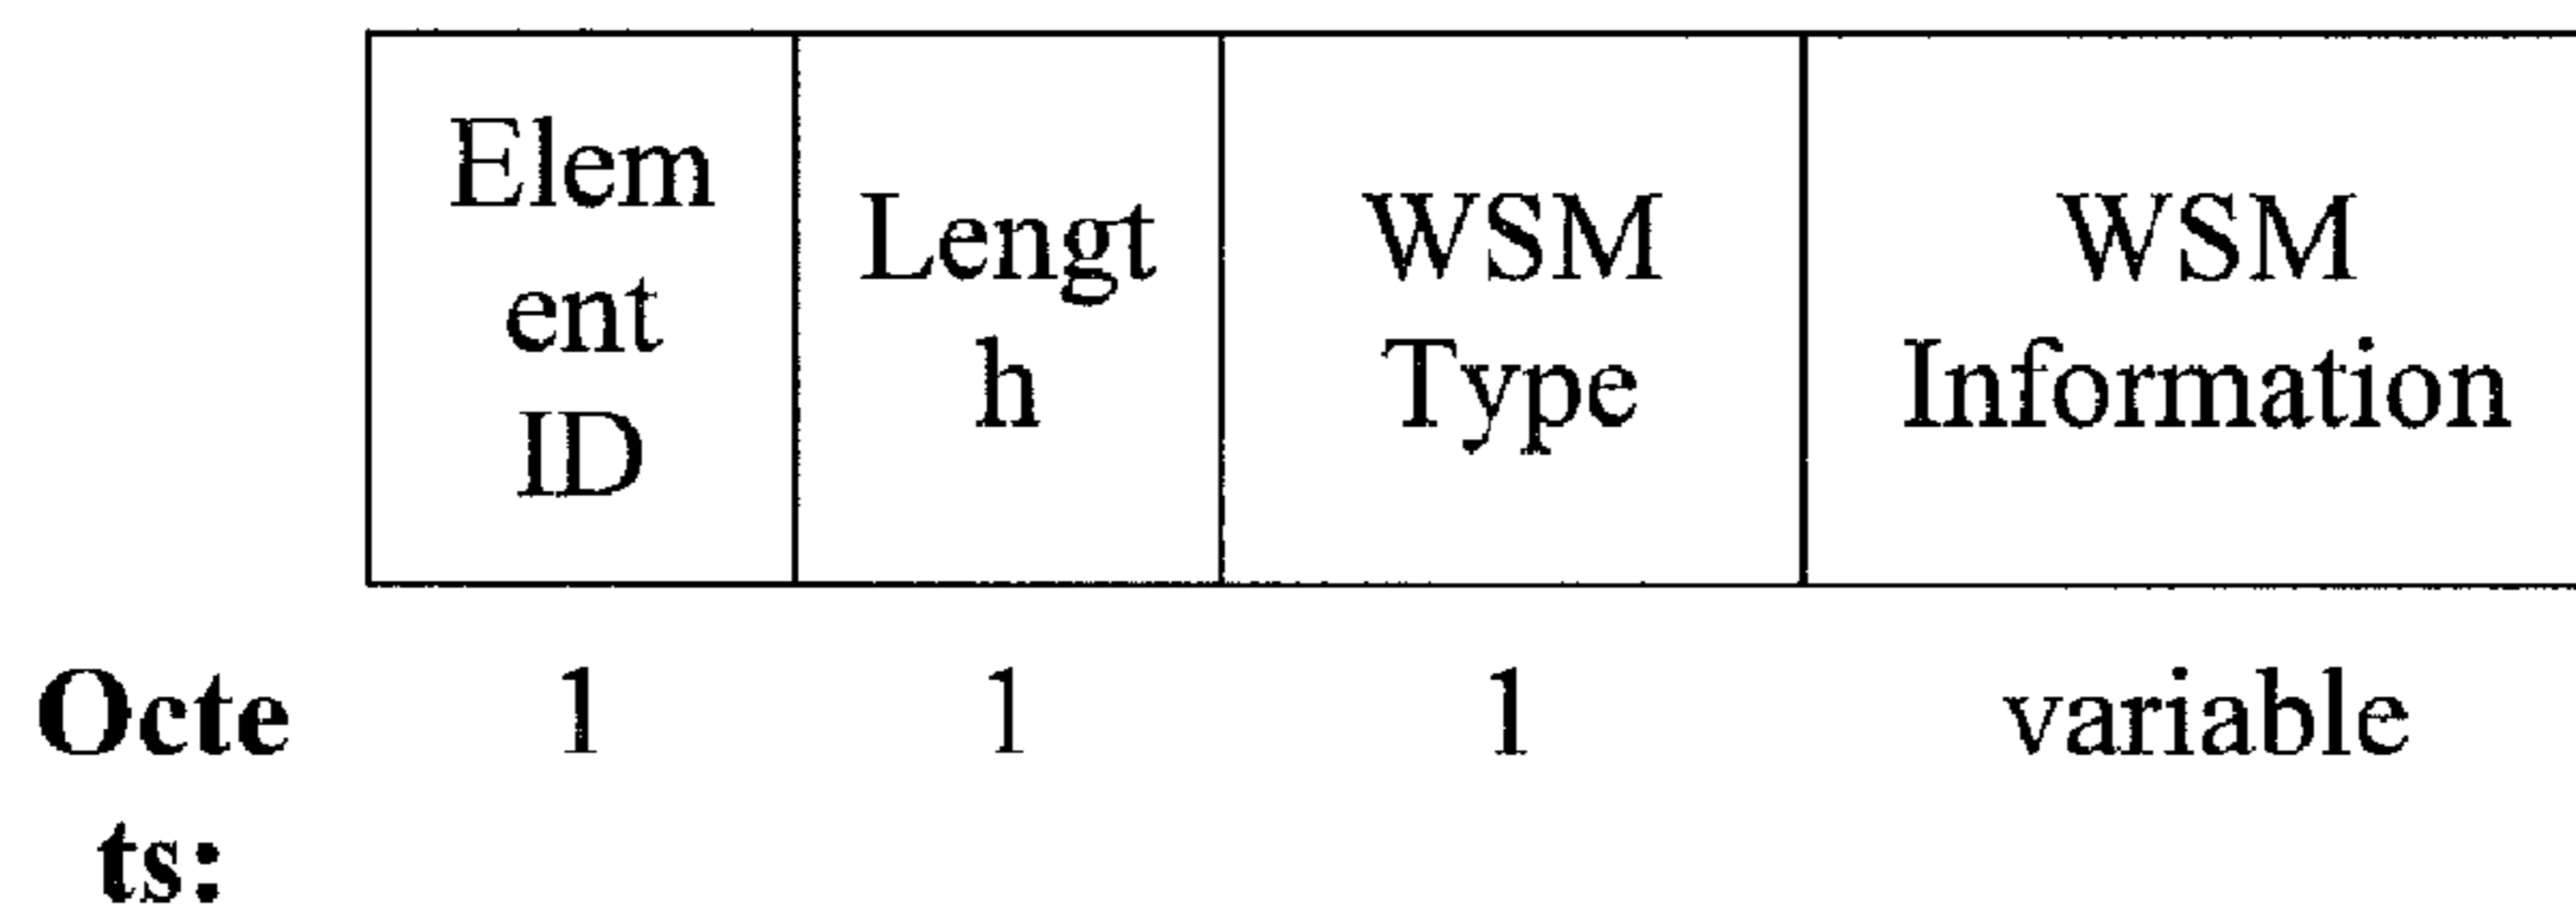 Elem
ent
ID
Lengt
h
WSM
Type
WSM
Information
Octe
ts:
1
1
1
variable